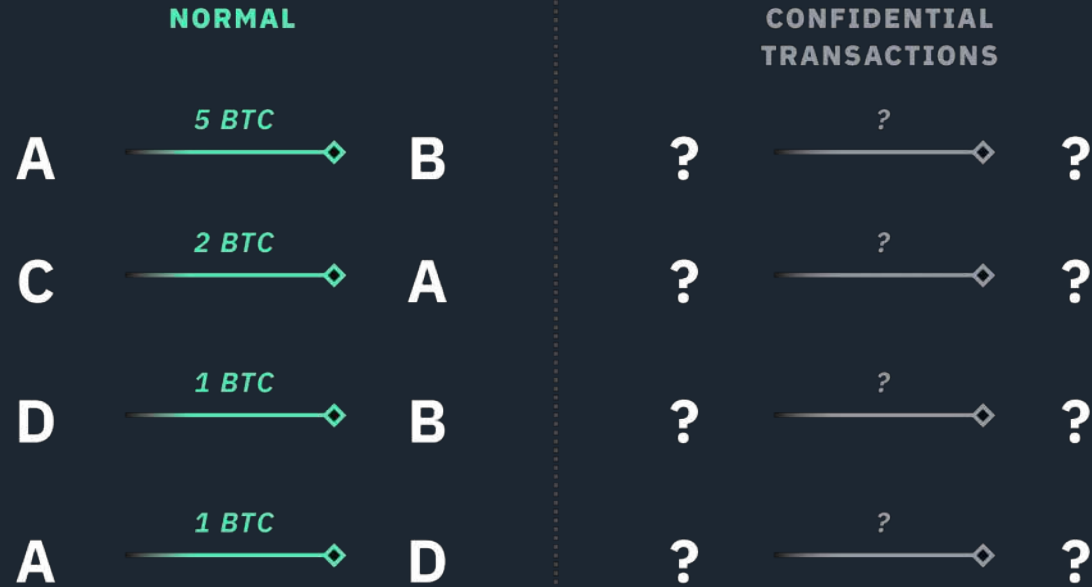 NORMAL
CONFIDENTIAL
TRANSACTIONS
5 BTC
A B
2 BTC
C A
1 BTC
D B
1 BTC
A D
?
? ?
?
? ?
?
? ?
?
? ?